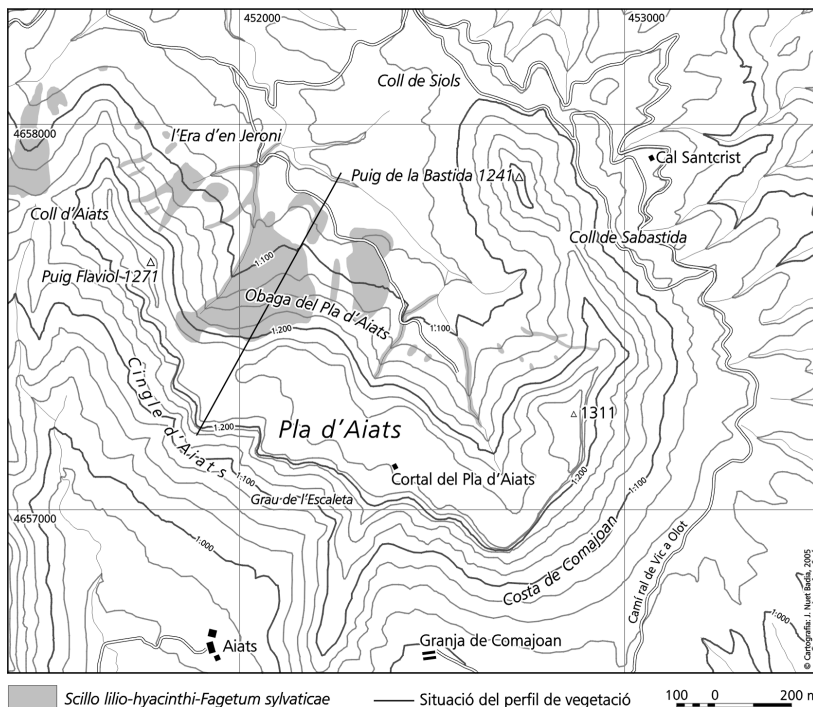 452000
453000
Coll de Siols
4658000
l'Era d'en Jeroni
Cal Santcrist
Puig de la Bastida 1241
Coll d'Aiats
Coll de Sabastida
1:100
Puig Flaviol 1271
Obaga del Pla d'Aiats
1:200
1:100
Cingle d'Aiats
1311
1:200
Pla d'Aiats
Cortal del Pla d'Aiats
1:200
1:100
1:100
Grau de l'Escaleta
4657000
1:000
Costa de Comajoan
Camí ral de Vic a Olot
1:000
Aiats
Granja de Comajoan
© Cartografia: J. Nuet Badia, 2005
Scillo lilio-hyacinthi-Fagetum sylvaticae
Situació del perfil de vegetació
100 0 200 m